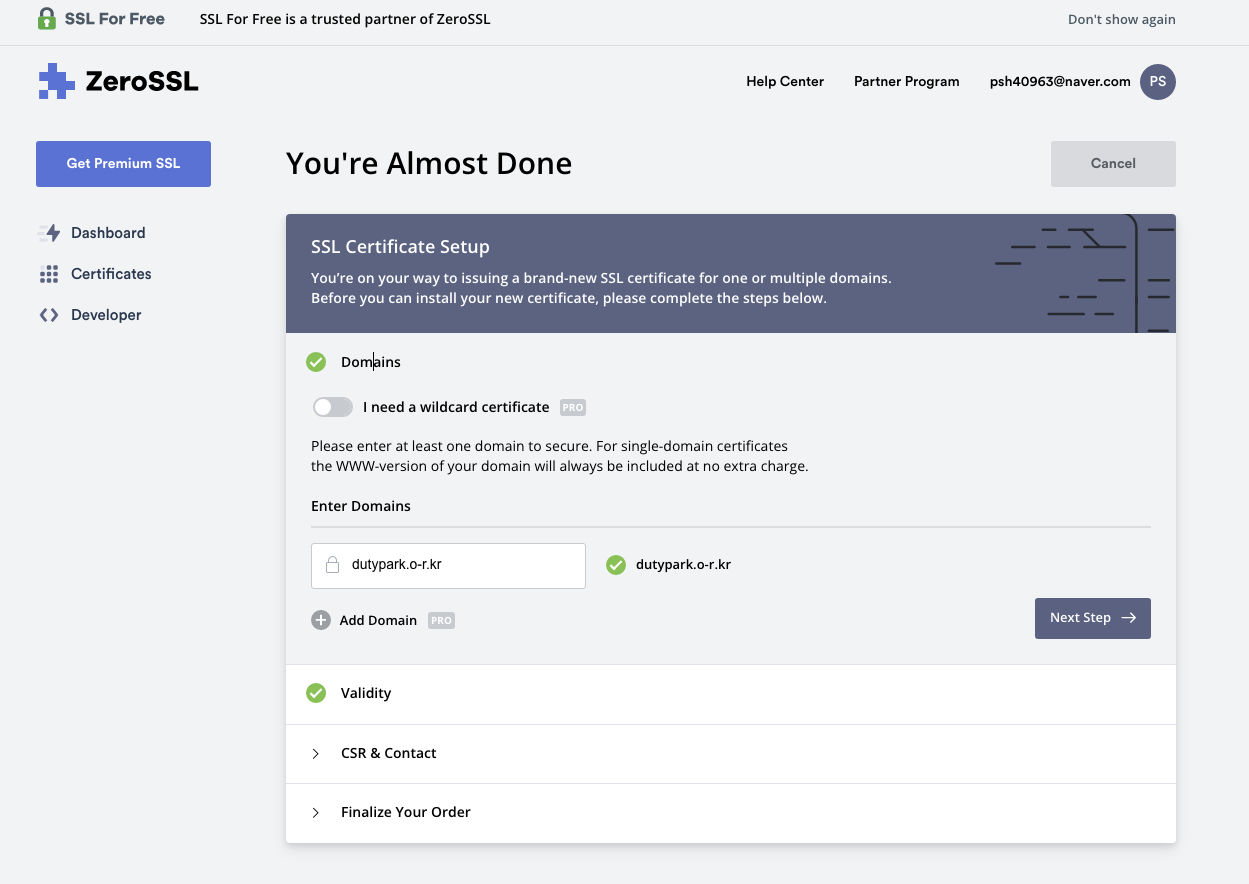 SSL For Free
SSL For Free is a trusted partner of ZeroSSL
Don't show again
ZeroSSL
Help Center
Partner Program
psh40963@naver.com
PS
Get Premium SSL
You're Almost Done
Cancel
Dashboard
Certificates
Developer
SSL Certificate Setup
You’re on your way to issuing a brand-new SSL certificate for one or multiple domains.
Before you can install your new certificate, please complete the steps below.
Domains
I need a wildcard certificate PRO
Please enter at least one domain to secure. For single-domain certificates
the WWW-version of your domain will always be included at no extra charge.
Enter Domains
dutypark.o-r.kr
dutypark.o-r.kr
Add Domain PRO
Next Step
Validity
CSR & Contact
Finalize Your Order